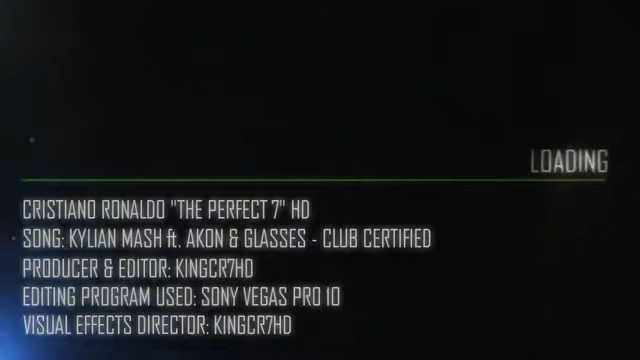 LOADING
CRISTIANO RONALDO "THE PERFECT 7" HD
SONG: KYLIAN MASH ft. AKON & GLASSES - CLUB CERTIFIED
PRODUCER & EDITOR: KINGCR7HD
EDITING PROGRAM USED: SONY VEGAS PRO 10
VISUAL EFFECTS DIRECTOR: KINGCR7HD